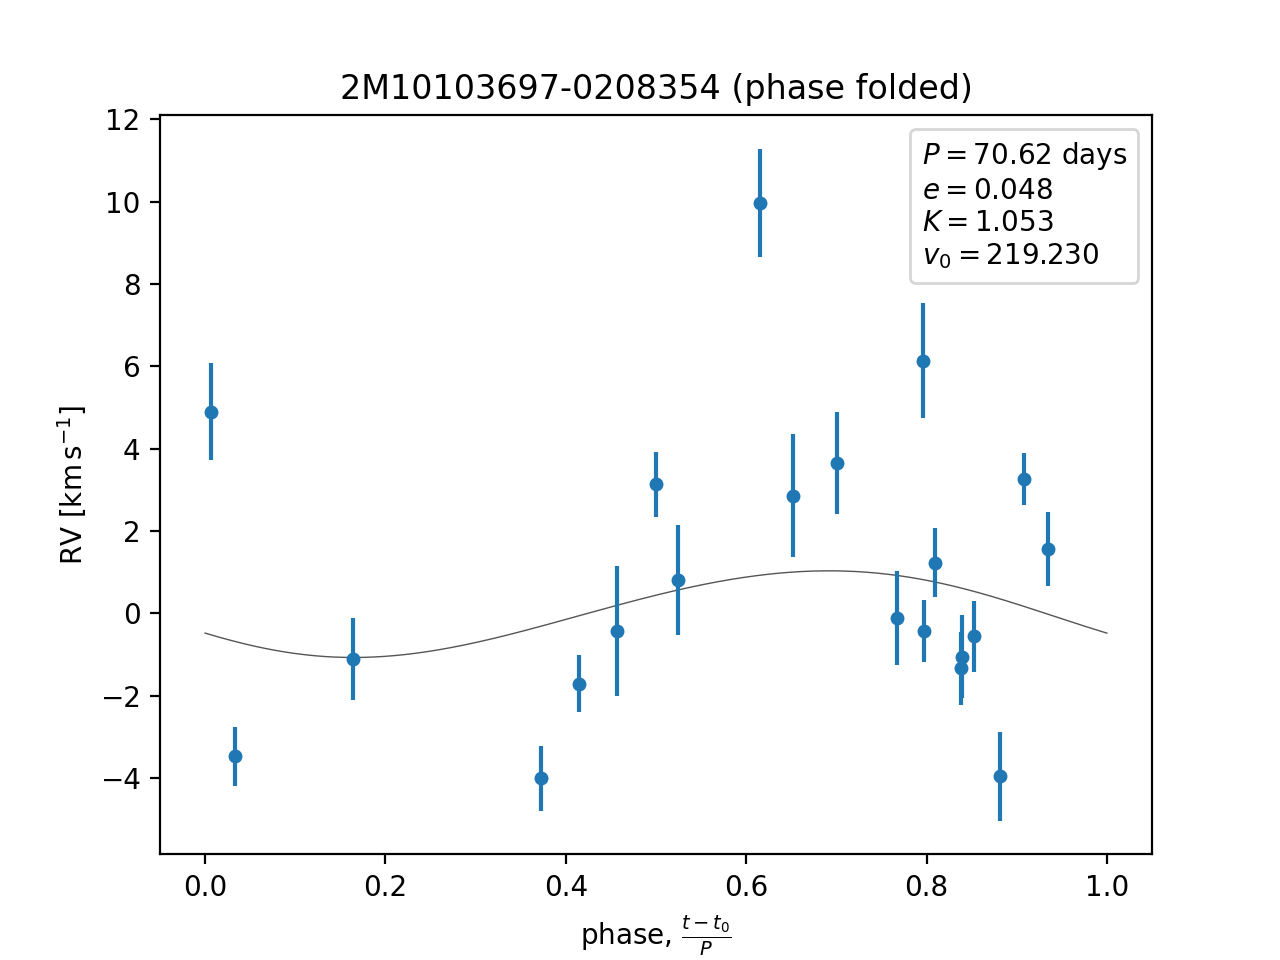 2M10103697-0208354 (phase folded)
P = 70.62 days
e = 0.048
K = 1.053
v₀ = 219.230
RV [km s⁻¹]
12
10
8
6
4
2
0
−2
−4
0.0 0.2 0.4 0.6 0.8 1.0
phase, (t − t₀)/P